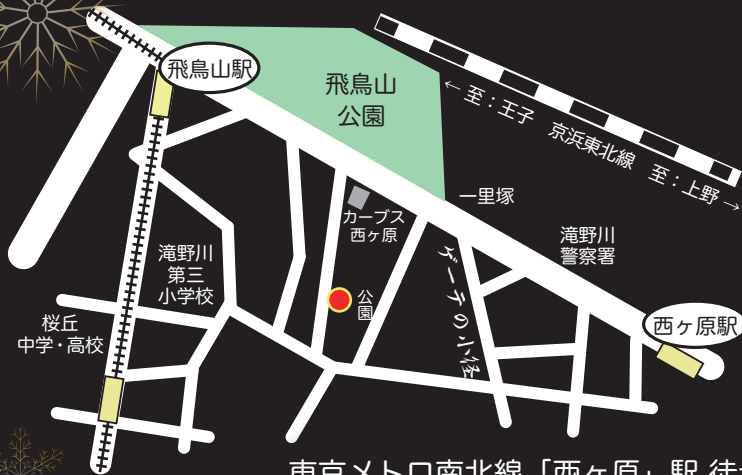 飛鳥山駅
飛鳥山
公園
← 至：王子　京浜東北線　至：上野 →
一里塚
カーブス
西ヶ原
滝野川
警察署
滝野川
第三
小学校
ゲーテの小径
公園
西ヶ原駅
桜丘
中学・高校
東京メトロ南北線「西ヶ原」駅 徒